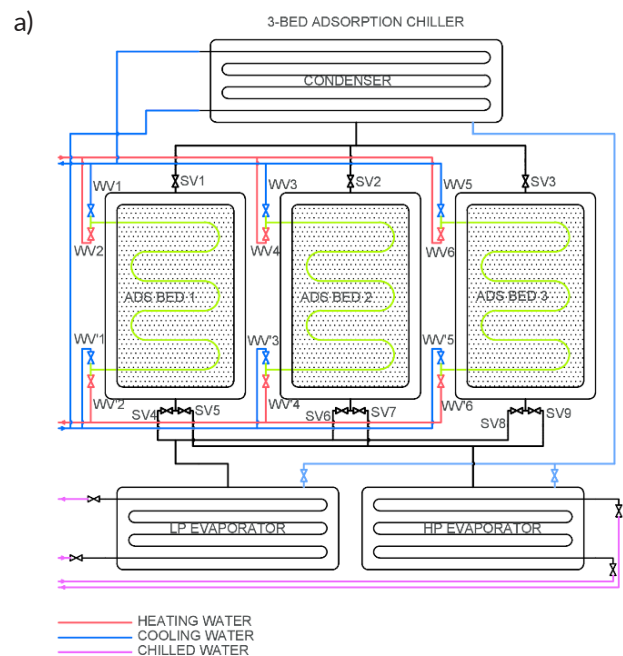 a)
3-BED ADSORPTION CHILLER
CONDENSER
SV1
SV2
SV3
WV1
WV3
WV5
WV2
WV4
WV6
ADS BED 1
ADS BED 2
ADS BED 3
WV'1
WV'3
WV'5
WV'2
WV'4
WV'6
SV4
SV5
SV6
SV7
SV8
SV9
LP EVAPORATOR
HP EVAPORATOR
HEATING WATER
COOLING WATER
CHILLED WATER